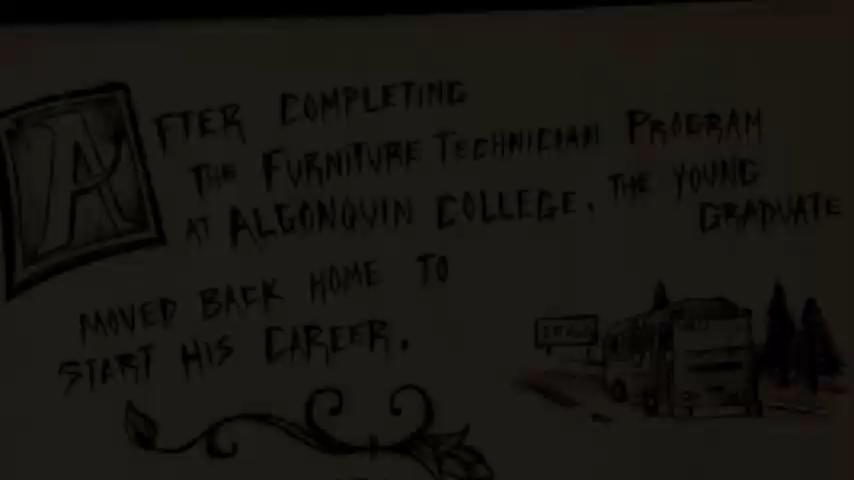 AFTER COMPLETING
THE FURNITURE TECHNICIAN PROGRAM
AT ALGONQUIN COLLEGE, THE YOUNG
GRADUATE
MOVED BACK HOME TO
START HIS CAREER.